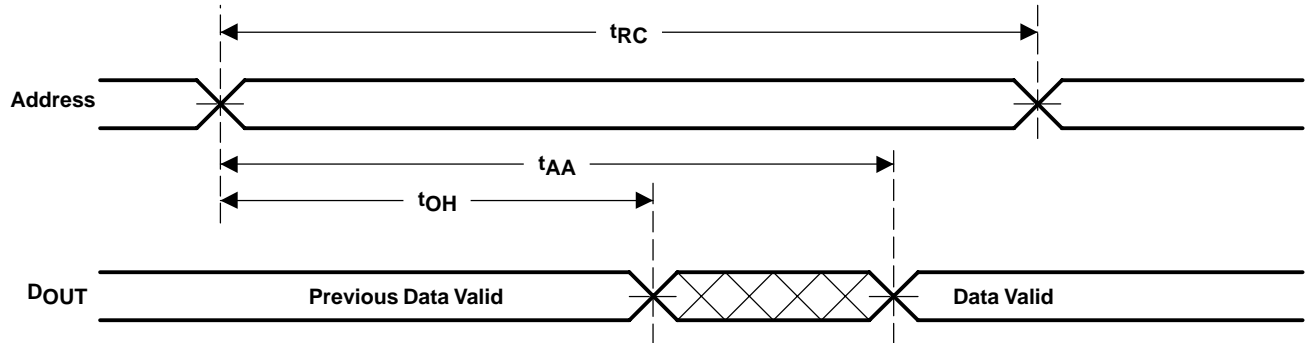 tRC
Address
tAA
tOH
DOUT
Previous Data Valid
Data Valid